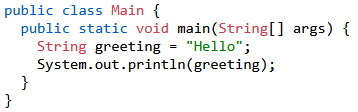 public class Main {
  public static void main(String[] args) {
    String greeting = "Hello";
    System.out.println(greeting);
  }
}